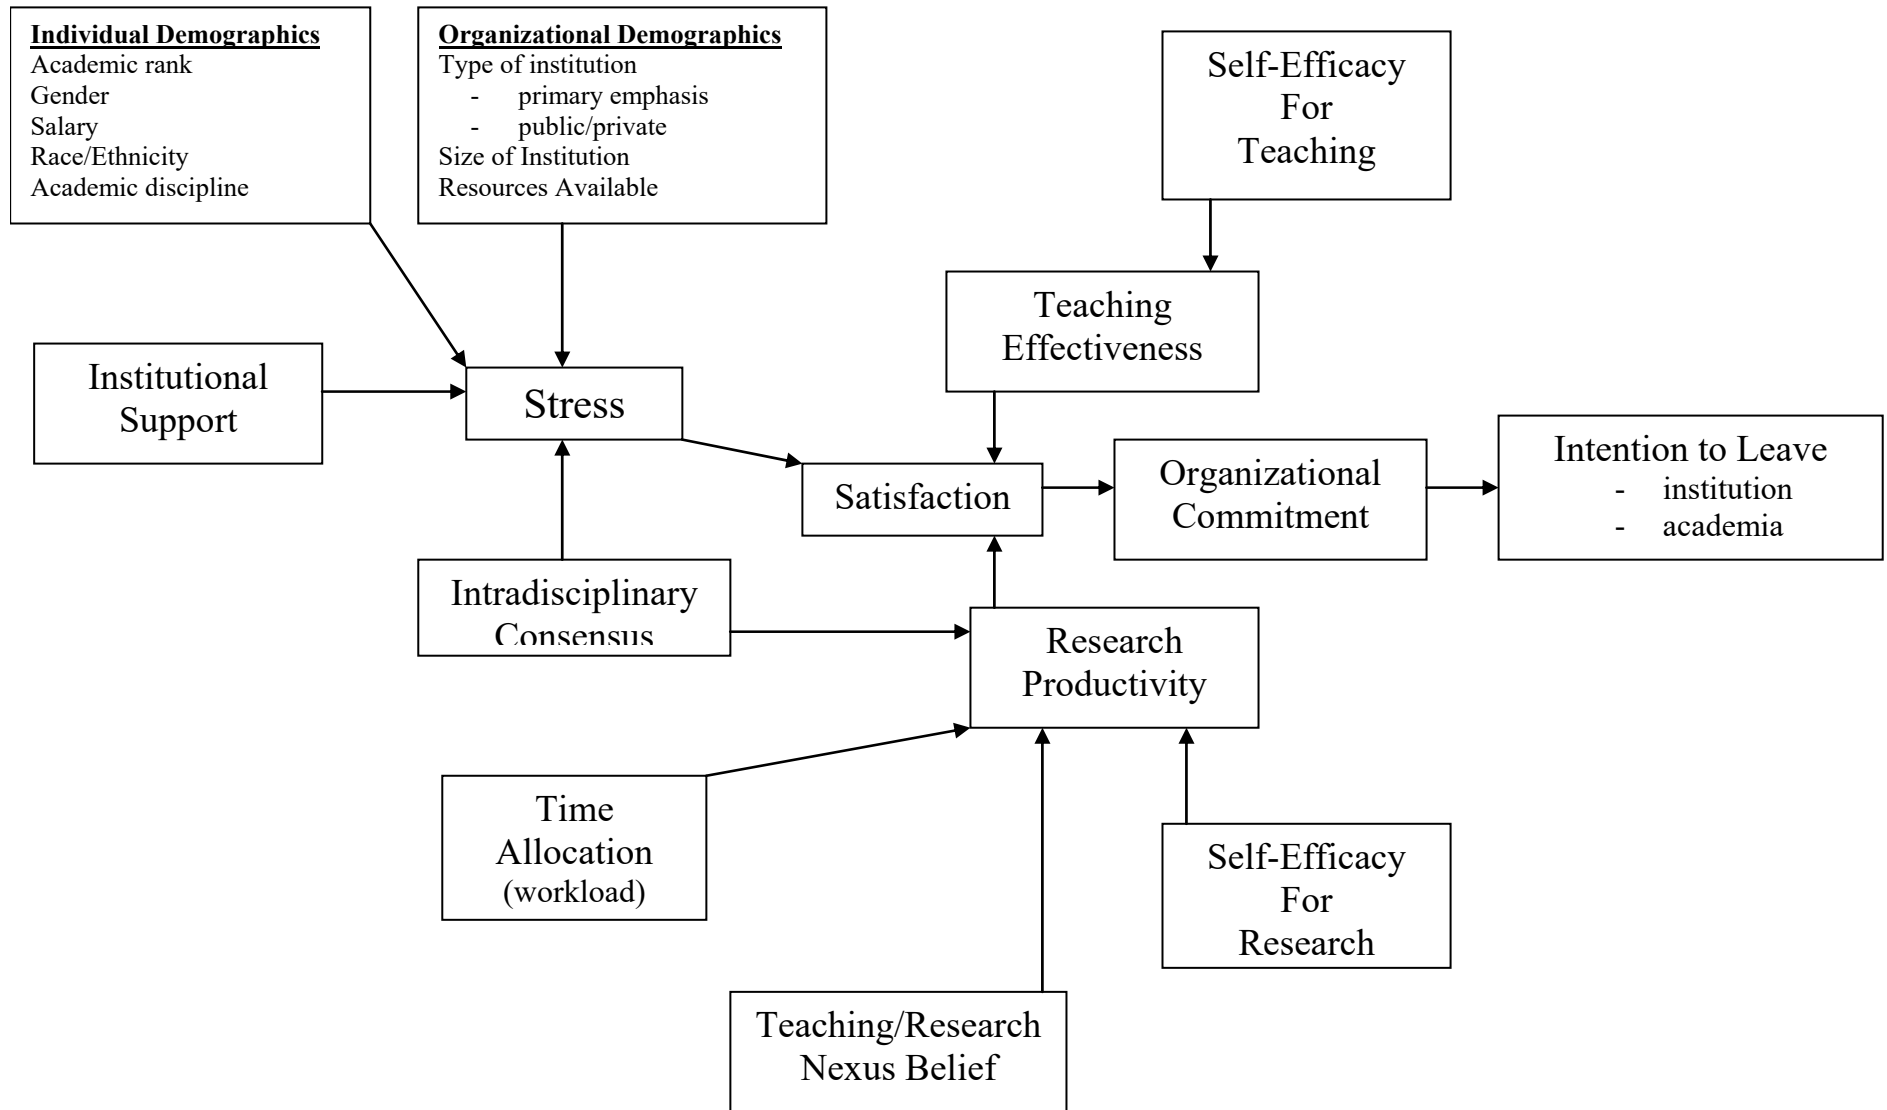 Individual Demographics
Academic rank
Gender
Salary
Race/Ethnicity
Academic discipline
Organizational Demographics
Type of institution
- primary emphasis
- public/private
Size of Institution
Resources Available
Self-Efficacy
For
Teaching
Teaching
Effectiveness
Institutional
Support
Stress
Satisfaction
Organizational
Commitment
Intention to Leave
- institution
- academia
Intradisciplinary
Consensus
Research
Productivity
Time
Allocation
(workload)
Self-Efficacy
For
Research
Teaching/Research
Nexus Belief